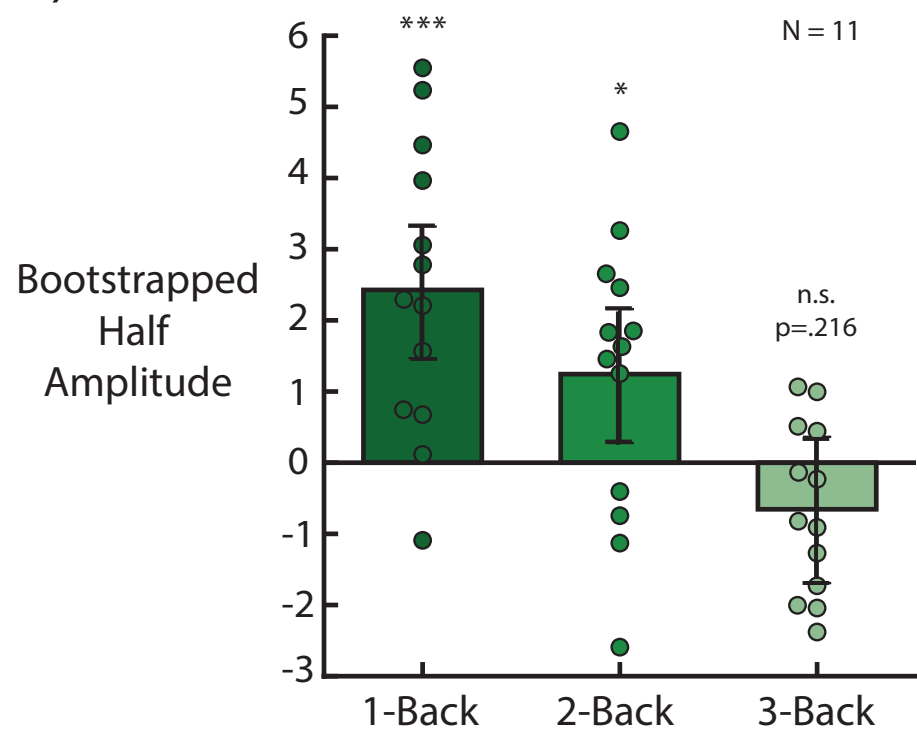 ***
N = 11
6
5
*
4
3
Bootstrapped
Half
Amplitude
n.s.
p=.216
2
1
0
-1
-2
-3
1-Back
2-Back
3-Back